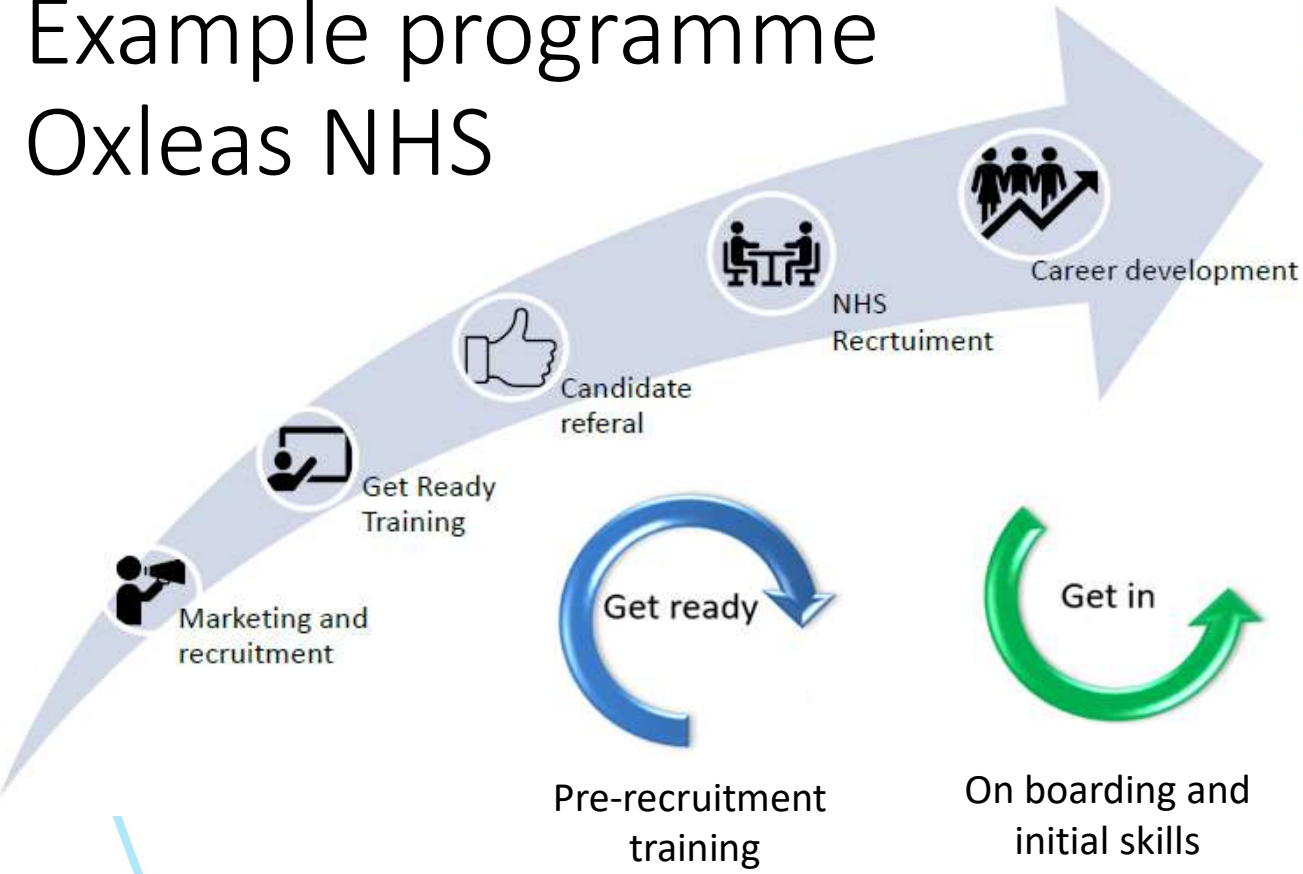 Example programme
Oxleas NHS
Career development
NHS
Recrtuiment
Candidate
referal
Get Ready
Training
Marketing and
recruitment
Get ready
Pre-recruitment
training
Get in
On boarding and
initial skills